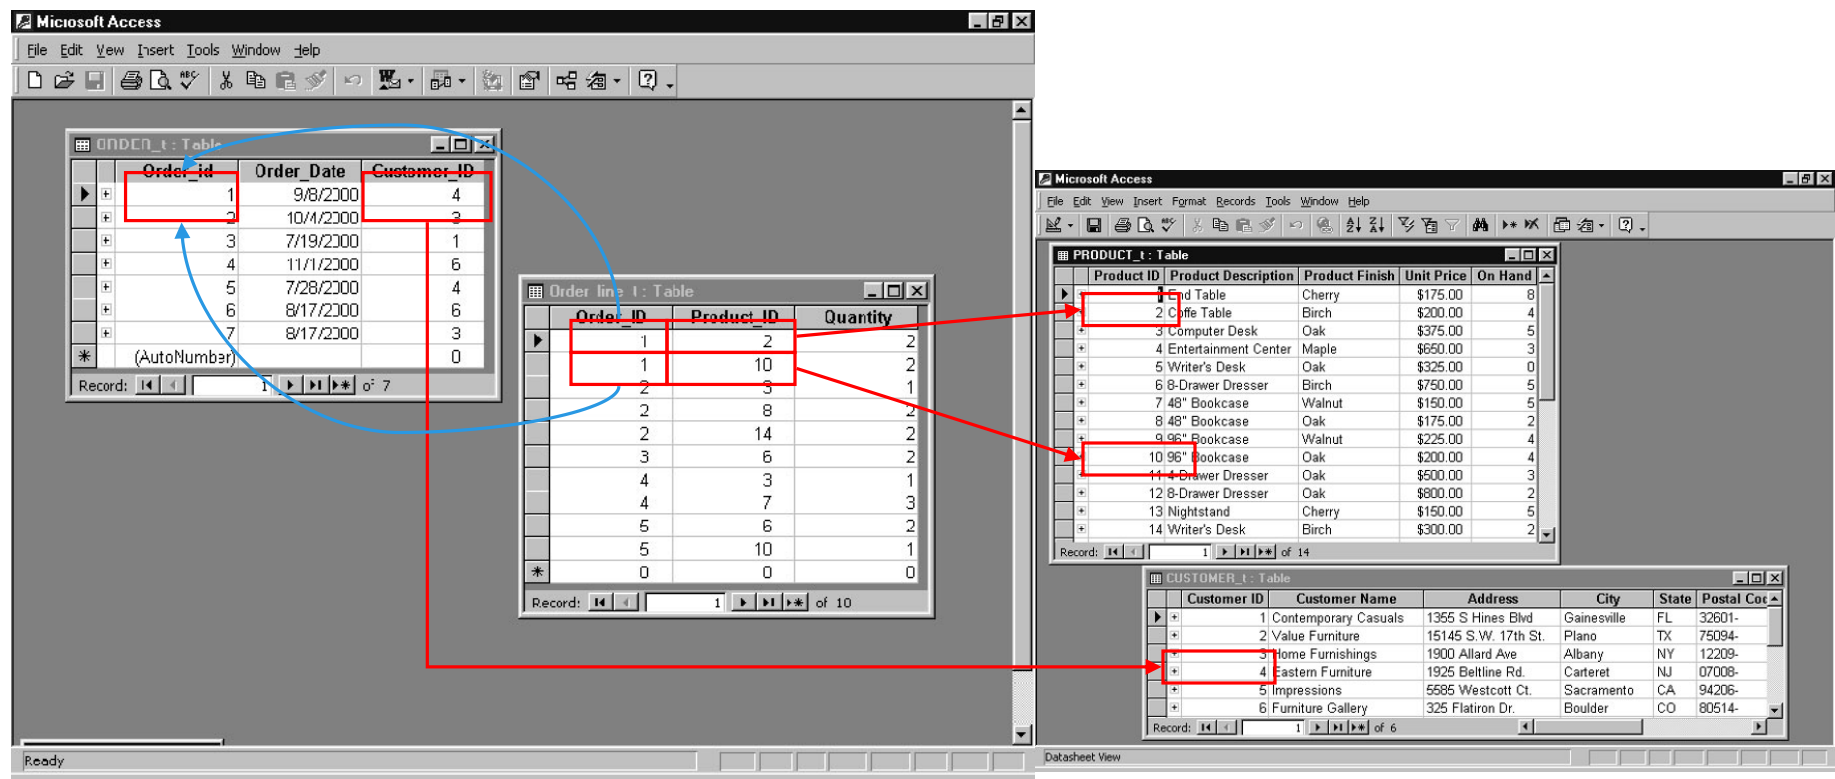 Microsoft Access
File Edit View Insert Tools Window Help
ORDER_t : Table
Order_id Order_Date Customer_ID
1 9/8/2000 4
2 10/4/2000 3
3 7/19/2000 1
4 11/1/2000 6
5 7/28/2000 4
6 8/17/2000 6
7 8/17/2000 3
(AutoNumber) 0
Record: 1 of 7
Order_line_t : Table
Order_ID Product_ID Quantity
1 2 2
1 10 2
2 3 1
2 8 2
2 14 2
3 6 2
4 3 1
4 7 3
5 6 2
5 10 1
0 0 0
Record: 1 of 10
Ready
Microsoft Access
File Edit View Insert Format Records Tools Window Help
PRODUCT_t : Table
Product ID Product Description Product Finish Unit Price On Hand
1 End Table Cherry $175.00 8
2 Coffe Table Birch $200.00 4
3 Computer Desk Oak $375.00 5
4 Entertainment Center Maple $650.00 3
5 Writer's Desk Oak $325.00 0
6 8-Drawer Dresser Birch $750.00 5
7 48" Bookcase Walnut $150.00 5
8 48" Bookcase Oak $175.00 2
9 96" Bookcase Walnut $225.00 4
10 96" Bookcase Oak $200.00 4
11 4-Drawer Dresser Oak $500.00 3
12 8-Drawer Dresser Oak $800.00 2
13 Nightstand Cherry $150.00 5
14 Writer's Desk Birch $300.00 2
Record: 1 of 14
CUSTOMER_t : Table
Customer ID Customer Name Address City State Postal Coc
1 Contemporary Casuals 1355 S Hines Blvd Gainesville FL 32601-
2 Value Furniture 15145 S.W. 17th St. Plano TX 75094-
3 Home Furnishings 1900 Allard Ave Albany NY 12209-
4 Eastern Furniture 1925 Beltline Rd. Carteret NJ 07008-
5 Impressions 5585 Westcott Ct. Sacramento CA 94206-
6 Furniture Gallery 325 Flatiron Dr. Boulder CO 80514-
Record: 1 of 6
Datasheet View